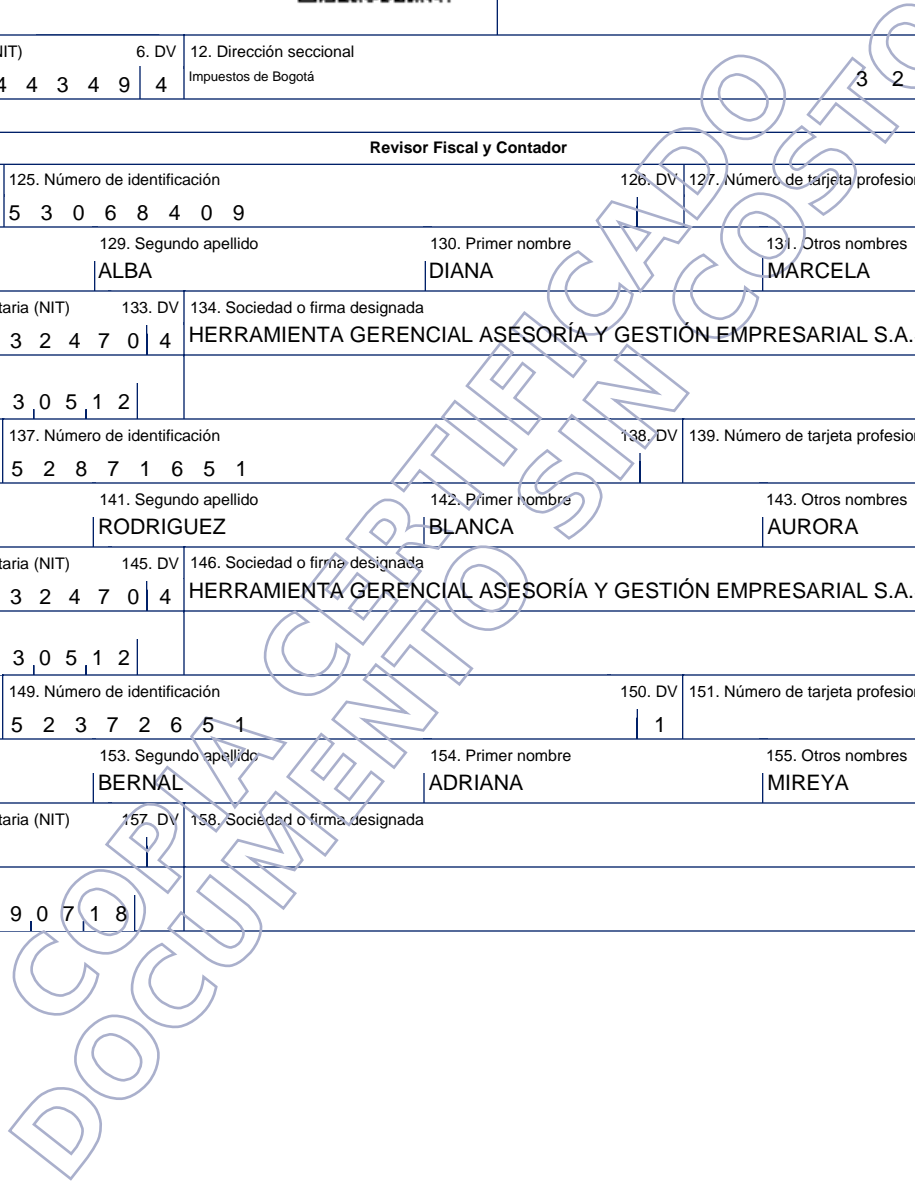 IT) 6. DV 12. Dirección seccional
4 4 3 4 9 4 Impuestos de Bogotá 3 2
Revisor Fiscal y Contador
125. Número de identificación 126. DV 127. Número de tarjeta profesion
5 3 0 6 8 4 0 9
129. Segundo apellido 130. Primer nombre 131. Otros nombres
ALBA DIANA MARCELA
taria (NIT) 133. DV 134. Sociedad o firma designada
3 2 4 7 0 4 HERRAMIENTA GERENCIAL ASESORÍA Y GESTIÓN EMPRESARIAL S.A.
3 0 5 1 2
137. Número de identificación 138. DV 139. Número de tarjeta profesion
5 2 8 7 1 6 5 1
141. Segundo apellido 142. Primer nombre 143. Otros nombres
RODRIGUEZ BLANCA AURORA
taria (NIT) 145. DV 146. Sociedad o firma designada
3 2 4 7 0 4 HERRAMIENTA GERENCIAL ASESORÍA Y GESTIÓN EMPRESARIAL S.A.
3 0 5 1 2
149. Número de identificación 150. DV 151. Número de tarjeta profesion
5 2 3 7 2 6 5 1 1
153. Segundo apellido 154. Primer nombre 155. Otros nombres
BERNAL ADRIANA MIREYA
taria (NIT) 157. DV 158. Sociedad o firma designada
9 0 7 1 8
COPIA CERTIFICADO
DOCUMENTO SIN COSTO